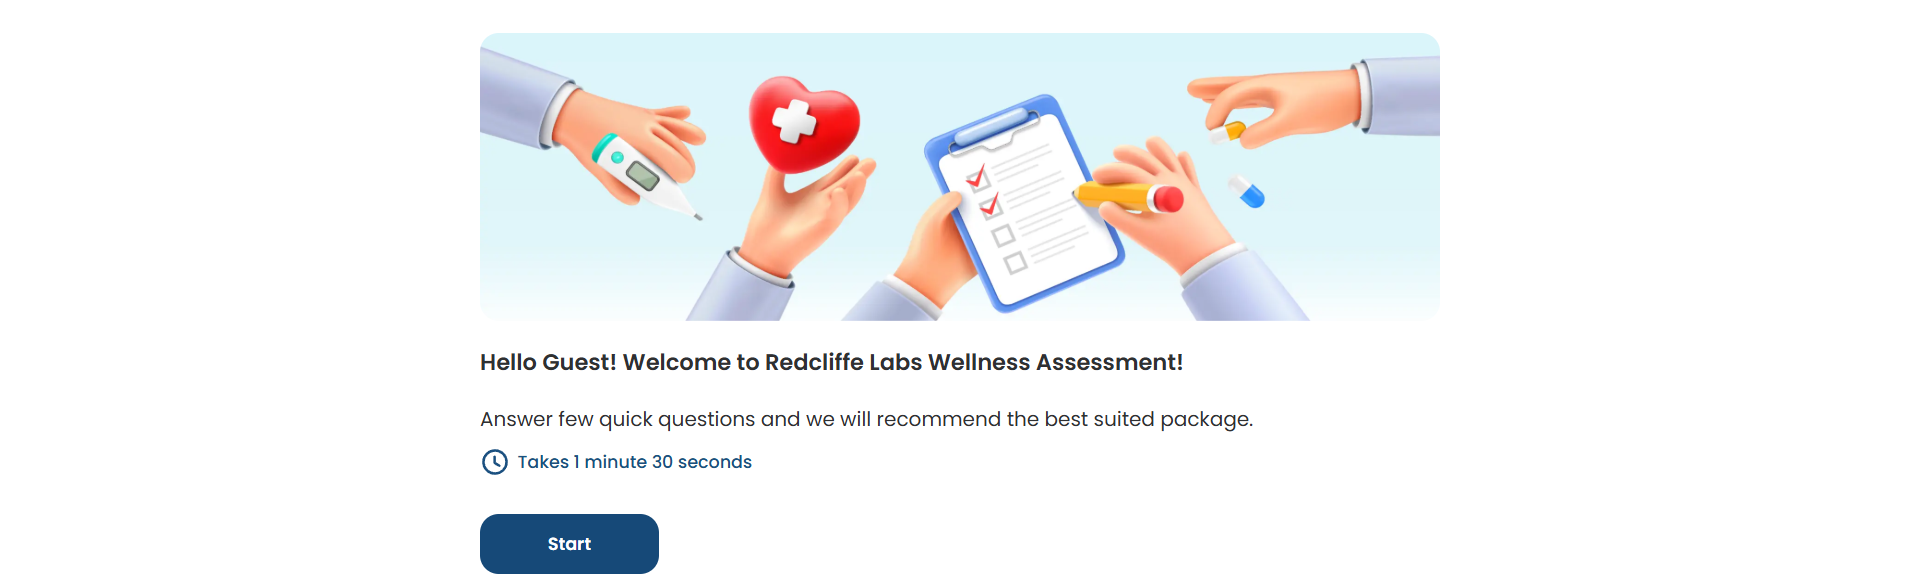 Hello Guest! Welcome to Redcliffe Labs Wellness Assessment!
Answer few quick questions and we will recommend the best suited package.
Takes 1 minute 30 seconds
Start